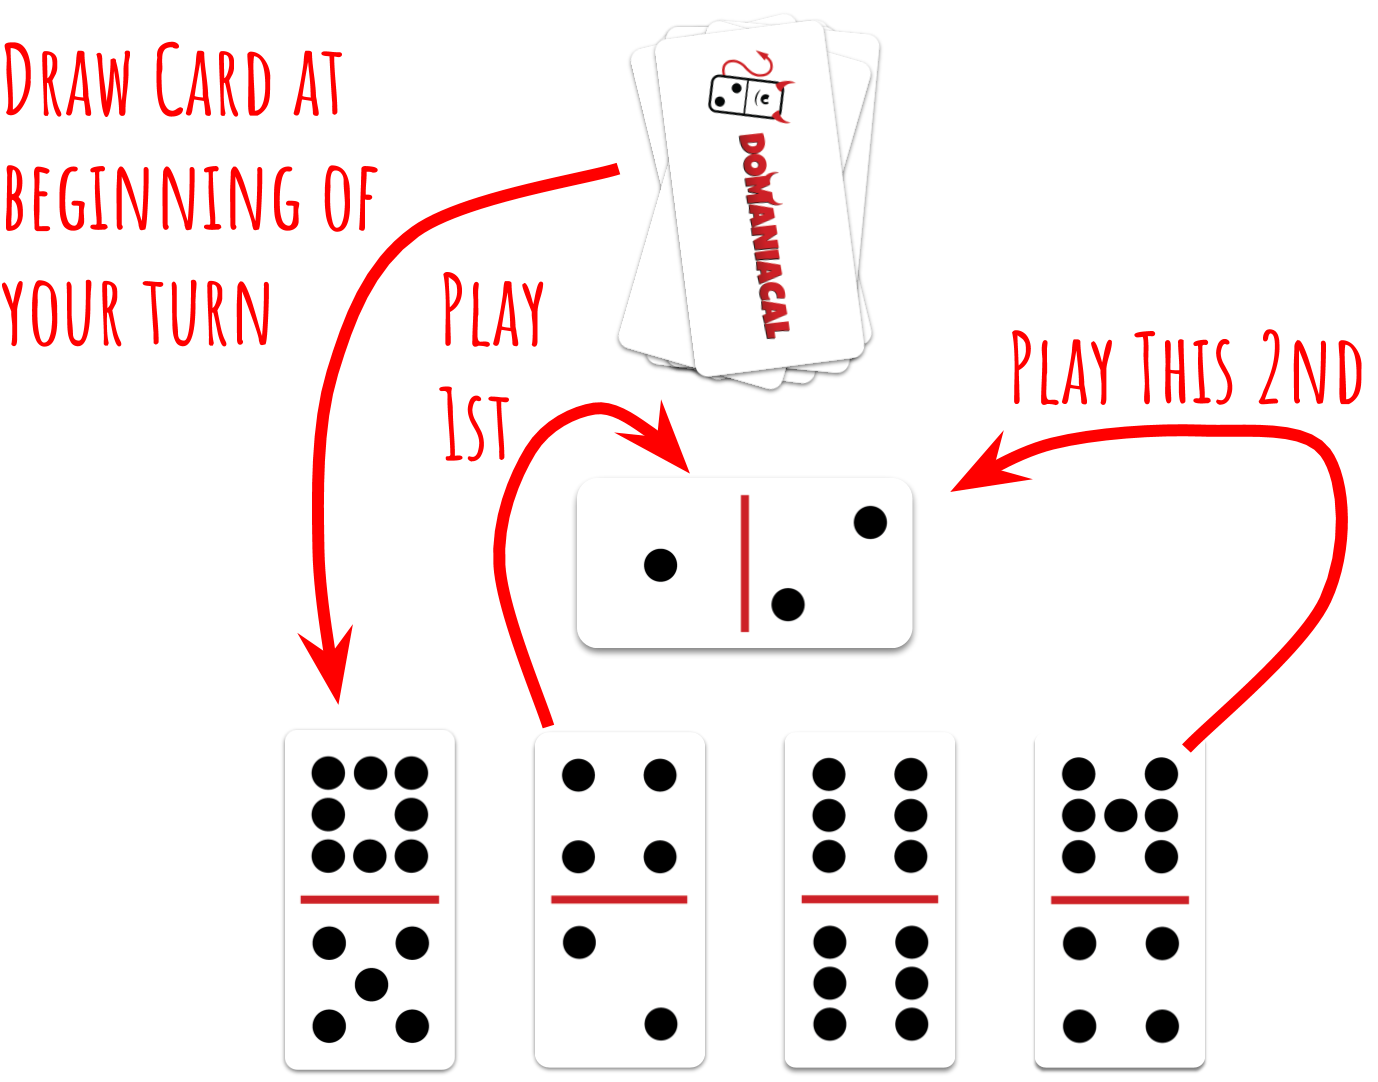 Draw Card at
beginning of
your turn
Play
1st
Play This 2nd
DOMANIACAL